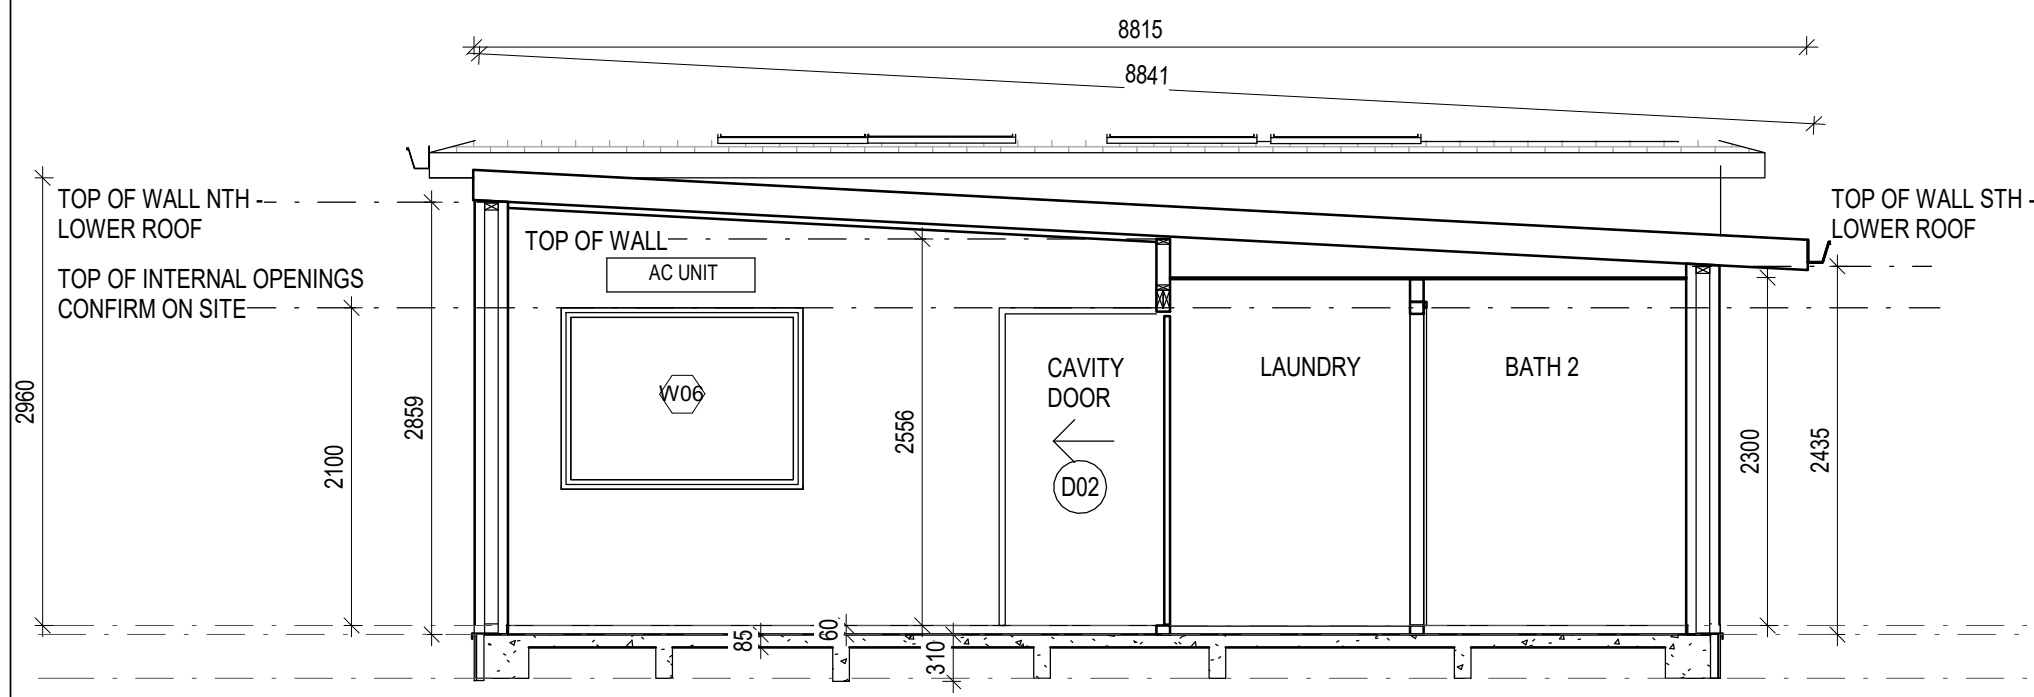 8815
8841
TOP OF WALL NTH -
LOWER ROOF
TOP OF WALL STH -
LOWER ROOF
TOP OF WALL
AC UNIT
TOP OF INTERNAL OPENINGS
CONFIRM ON SITE
CAVITY
DOOR
LAUNDRY
BATH 2
W06
D02
2960
2100
2859
2556
2300
2435
85
60
310